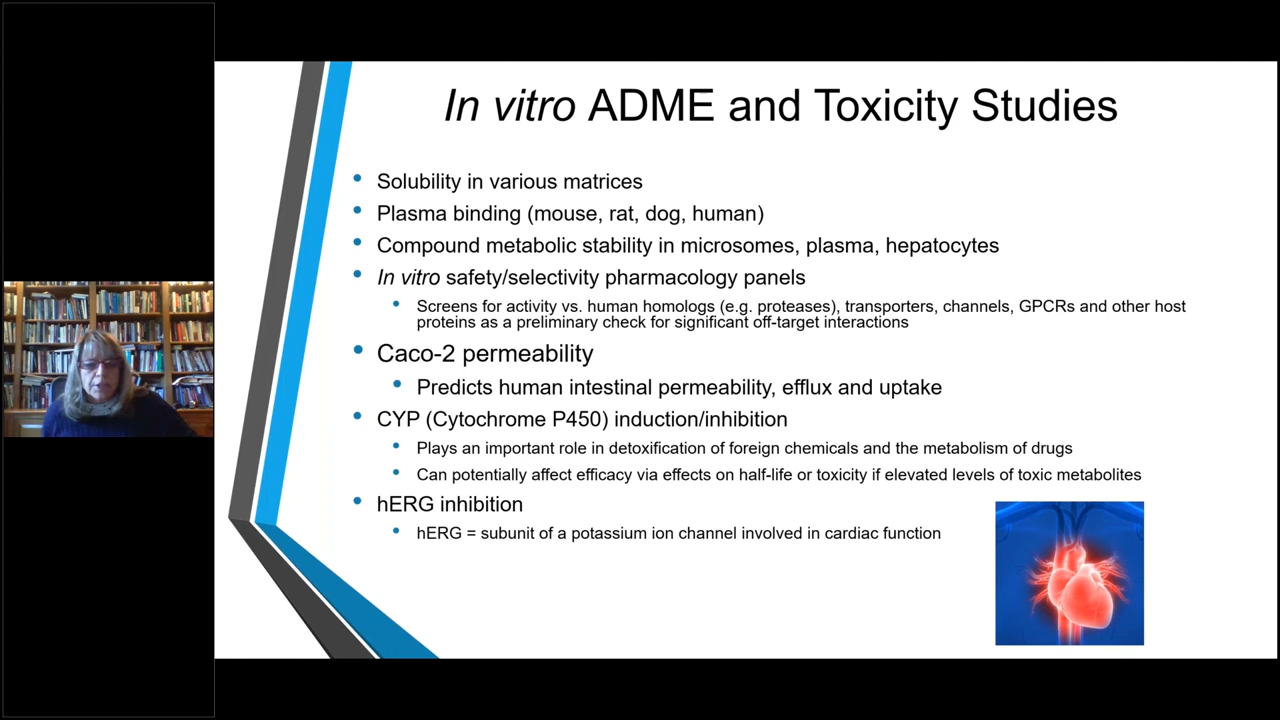 In vitro ADME and Toxicity Studies
• Solubility in various matrices
• Plasma binding (mouse, rat, dog, human)
• Compound metabolic stability in microsomes, plasma, hepatocytes
• In vitro safety/selectivity pharmacology panels
• Screens for activity vs. human homologs (e.g. proteases), transporters, channels, GPCRs and other host
proteins as a preliminary check for significant off-target interactions
• Caco-2 permeability
• Predicts human intestinal permeability, efflux and uptake
• CYP (Cytochrome P450) induction/inhibition
• Plays an important role in detoxification of foreign chemicals and the metabolism of drugs
• Can potentially affect efficacy via effects on half-life or toxicity if elevated levels of toxic metabolites
• hERG inhibition
• hERG = subunit of a potassium ion channel involved in cardiac function